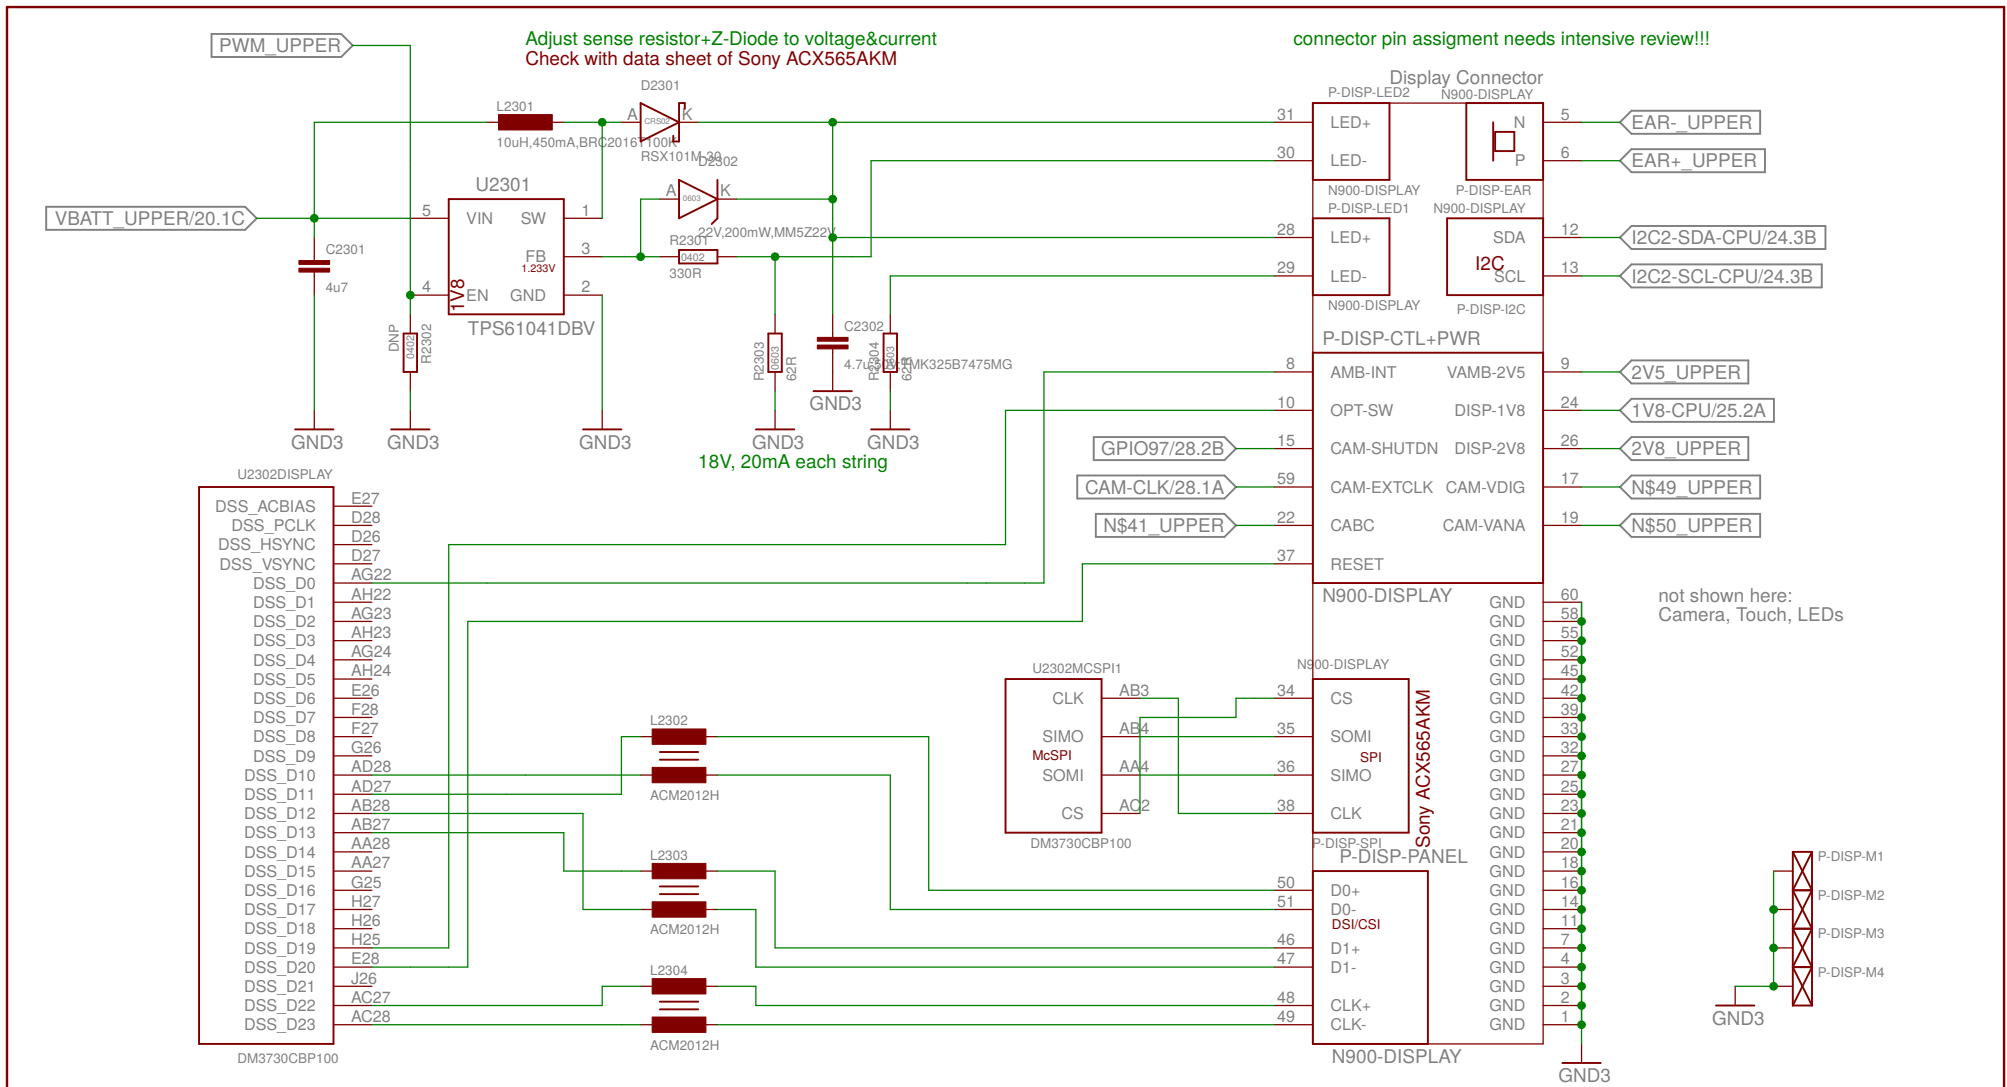 PWM_UPPER
Adjust sense resistor+Z-Diode to voltage&current
Check with data sheet of Sony ACX565AKM
connector pin assigment needs intensive review!!!
Display Connector
D2301
L2301
A
CRS02
K
10uH,450mA,BRC2016T100K
RSX101M-30
D2302
A
0603
K
22V,200mW,MM5Z22V
U2301
VBATT_UPPER/20.1C
5 VIN SW 1
FB 3
1.233V
4 EN GND 2
1V8
TPS61041DBV
C2301
4u7
R2301
0402
330R
DNP
0402
R2302
R2303
0603
62R
C2302
4.7u
MK325B7475MG
R2304
0603
62R
GND3
GND3
GND3
GND3
GND3
GND3
18V, 20mA each string
P-DISP-LED2
31 LED+
30 LED-
N900-DISPLAY
P-DISP-LED1
28 LED+
29 LED-
N900-DISPLAY
N900-DISPLAY
N 5 EAR-_UPPER
P 6 EAR+_UPPER
P-DISP-EAR
N900-DISPLAY
SDA 12 I2C2-SDA-CPU/24.3B
I2C
SCL 13 I2C2-SCL-CPU/24.3B
P-DISP-I2C
P-DISP-CTL+PWR
8 AMB-INT VAMB-2V5 9 2V5_UPPER
10 OPT-SW DISP-1V8 24 1V8-CPU/25.2A
GPIO97/28.2B 15 CAM-SHUTDN DISP-2V8 26 2V8_UPPER
CAM-CLK/28.1A 59 CAM-EXTCLK CAM-VDIG 17 N$49_UPPER
N$41_UPPER 22 CABC CAM-VANA 19 N$50_UPPER
37 RESET
N900-DISPLAY
not shown here:
Camera, Touch, LEDs
U2302DISPLAY
DSS_ACBIAS E27
DSS_PCLK D28
DSS_HSYNC D26
DSS_VSYNC D27
DSS_D0 AG22
DSS_D1 AH22
DSS_D2 AG23
DSS_D3 AH23
DSS_D4 AG24
DSS_D5 AH24
DSS_D6 E26
DSS_D7 F28
DSS_D8 F27
DSS_D9 G26
DSS_D10 AD28
DSS_D11 AD27
DSS_D12 AB28
DSS_D13 AB27
DSS_D14 AA28
DSS_D15 AA27
DSS_D16 G25
DSS_D17 H27
DSS_D18 H26
DSS_D19 H25
DSS_D20 E28
DSS_D21 J26
DSS_D22 AC27
DSS_D23 AC28
DM3730CBP100
L2302
ACM2012H
L2303
ACM2012H
L2304
ACM2012H
U2302MCSPI1
CLK AB3
SIMO AB4
McSPI
SOMI AA4
CS AC2
DM3730CBP100
N900-DISPLAY
34 CS
35 SOMI
SPI
36 SIMO
38 CLK
P-DISP-SPI
Sony ACX565AKM
P-DISP-PANEL
50 D0+
51 D0-
DSI/CSI
46 D1+
47 D1-
48 CLK+
49 CLK-
N900-DISPLAY
GND 60
GND 58
GND 55
GND 52
GND 45
GND 42
GND 39
GND 33
GND 32
GND 27
GND 25
GND 23
GND 21
GND 20
GND 18
GND 16
GND 14
GND 11
GND 7
GND 4
GND 3
GND 2
GND 1
GND3
P-DISP-M1
P-DISP-M2
P-DISP-M3
P-DISP-M4
GND3